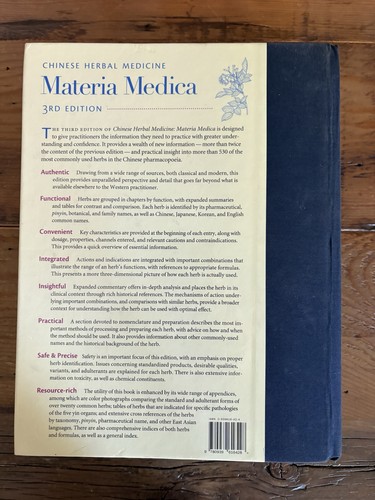 CHINESE HERBAL MEDICINE
Materia Medica
3RD EDITION
THE THIRD EDITION OF Chinese Herbal Medicine: Materia Medica is designed
to give practitioners the information they need to practice with greater under-
standing and confidence. It provides a wealth of new information — more than twice
the content of the previous edition — and practical insight into more than 530 of the
most commonly used herbs in the Chinese pharmacopoeia.
Authentic Drawing from a wide range of sources, both classical and modern, this
edition provides unparalleled perspective and detail that goes far beyond what is
available elsewhere to the Western practitioner.
Functional Herbs are grouped in chapters by function, with expanded summaries
and tables for contrast and comparison. Each herb is identified by its pharmaceutical,
pinyin, botanical, and family names, as well as Chinese, Japanese, Korean, and English
common names.
Convenient Key characteristics are provided at the beginning of each entry, along with
dosage, properties, channels entered, and relevant cautions and contraindications.
This provides a quick overview of essential information.
Integrated Actions and indications are integrated with important combinations that
illustrate the range of an herb's functions, with references to appropriate formulas.
This presents a more three-dimensional picture of how each herb is actually used.
Insightful Expanded commentary offers in-depth analysis and places the herb in its
clinical context through rich historical references. The mechanisms of action under-
lying important combinations, and comparisons with similar herbs, provide a broader
context for understanding how the herb can be used with optimal effect.
Practical A section devoted to nomenclature and preparation describes the most im-
portant methods of processing and preparing each herb, with advice on how and when
the method should be used. It also provides information about other commonly-used
names and the historical background of the herb.
Safe & Precise Safety is an important focus of this edition, with an emphasis on proper
herb identification: Issues concerning standardized products, desirable qualities,
variants, and adulterants are explained for each herb. There is also extensive infor-
mation on toxicity, as well as chemical constituents.
Resource-rich The utility of this book is enhanced by its wide range of appendices,
among which are color photographs comparing the standard and adulterant forms of
over twenty common herbs; tables of herbs that are indicated for specific pathologies
of the five yin organs; and extensive cross references of the herbs
by taxonomy, pinyin, pharmaceutical name, and other East Asian
languages. There are also comprehensive indices of both herbs
and formulas, as well as a general index.